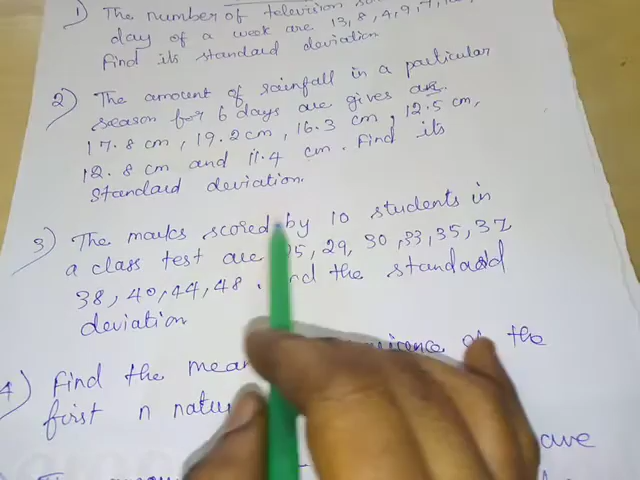 1) The number of television
day of a week are 13, 8, 4, 9, 7,
Find its standard deviation
2) The amount of rainfall in a particular
season for 6 days are gives are.
17.8 cm, 19.2 cm, 16.3 cm, 12.5 cm,
12.8 cm and 11.4 cm. Find its
Standard deviation.
3) The marks scored by 10 students in
a class test are 25, 29, 30, 33, 35, 37
38, 40, 44, 48. the standard
deviation
4) Find the of the
first n
ave